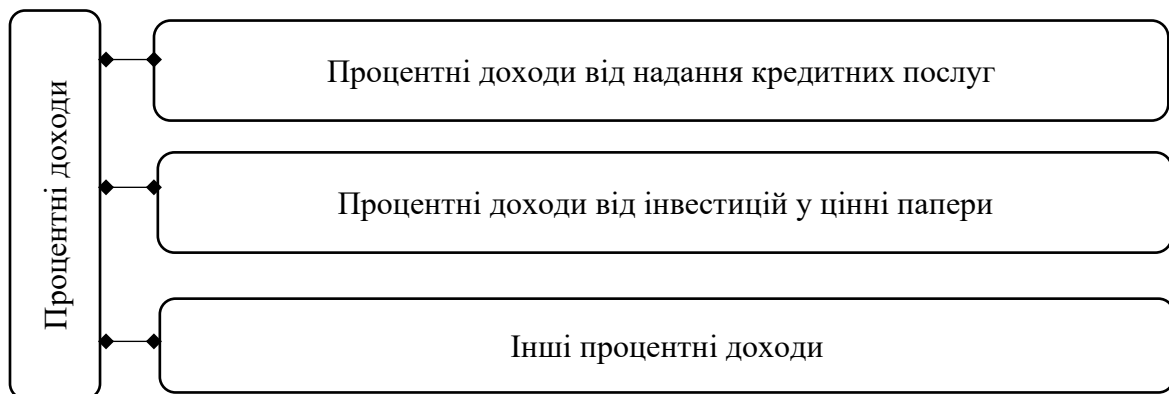 Процентні доходи
Процентні доходи від надання кредитних послуг
Процентні доходи від інвестицій у цінні папери
Інші процентні доходи